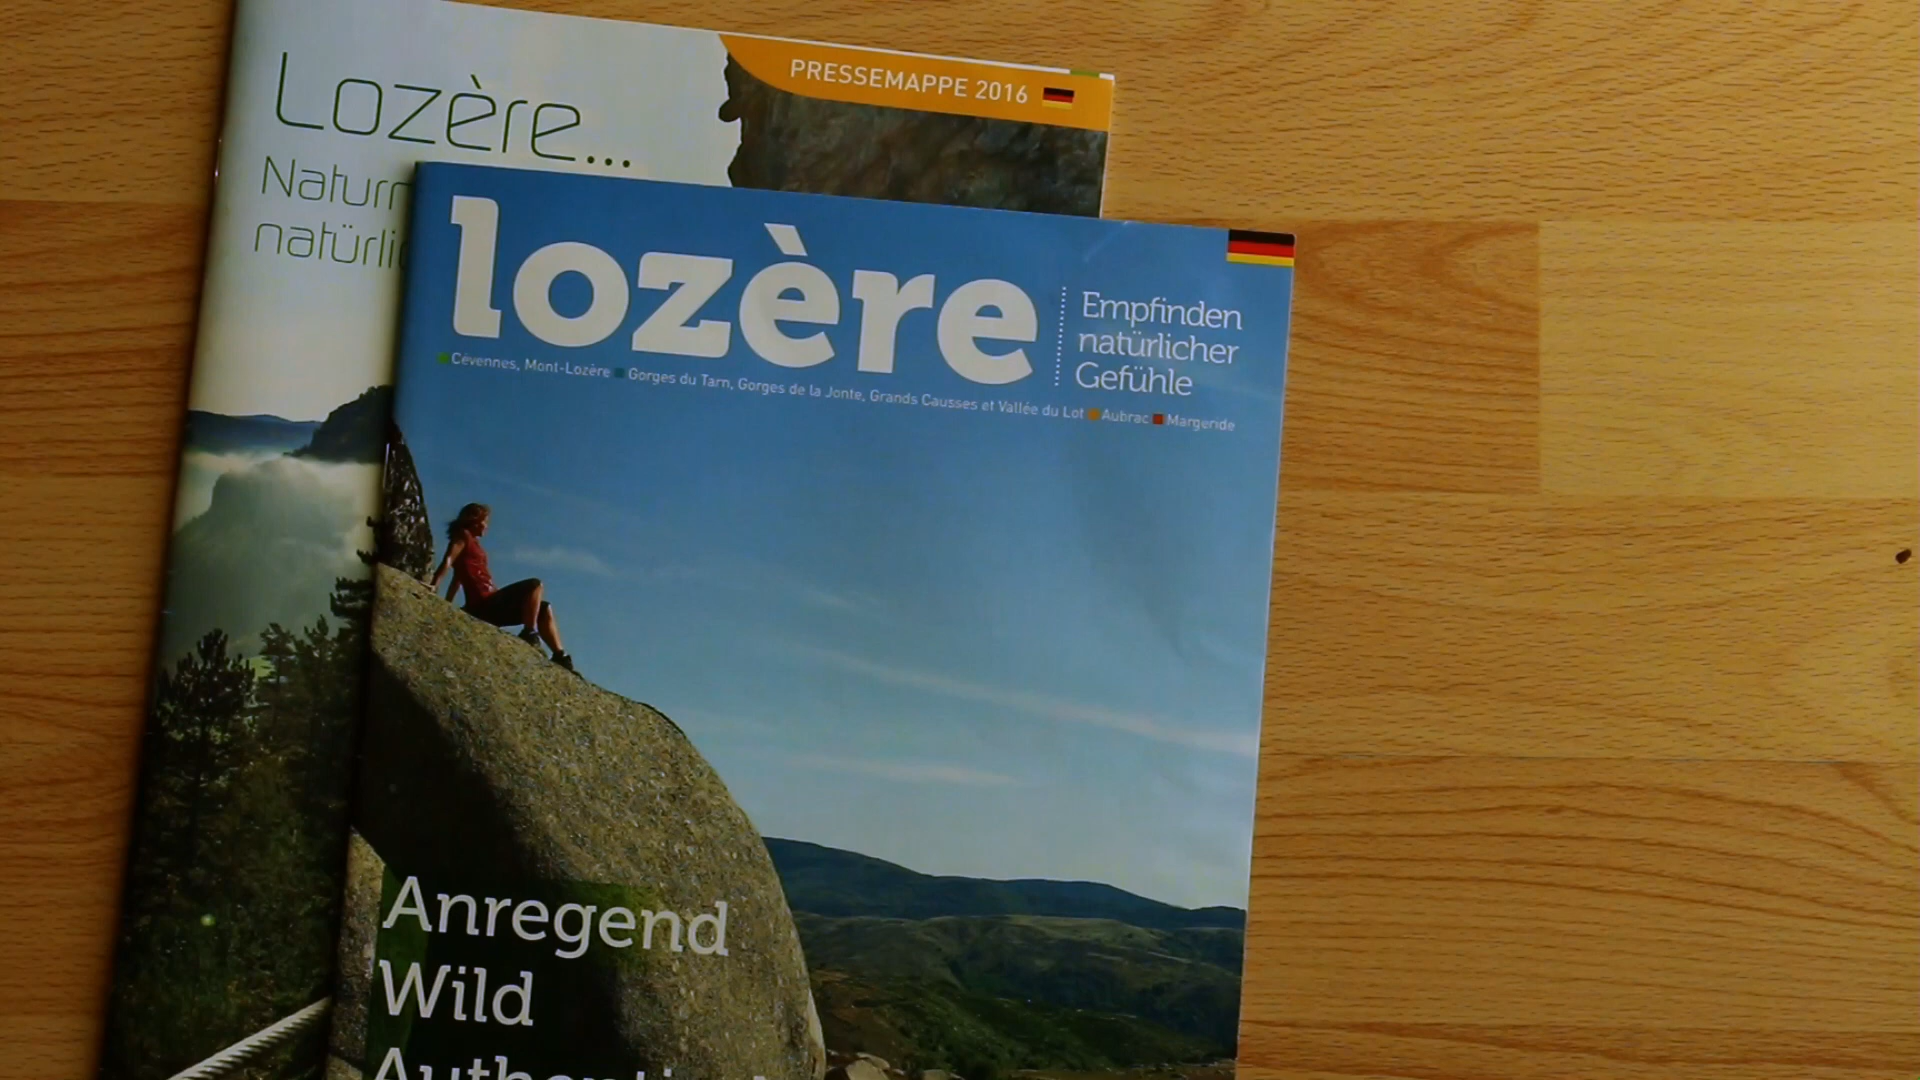 PRESSEMAPPE 2016
Lozère...
lozère
Empfinden
natürlicher
Gefühle
Cévennes, Mont-Lozère Gorges du Tarn, Gorges de la Jonte, Grands Causses et Vallée du Lot Aubrac Margeride
Anregend
Wild